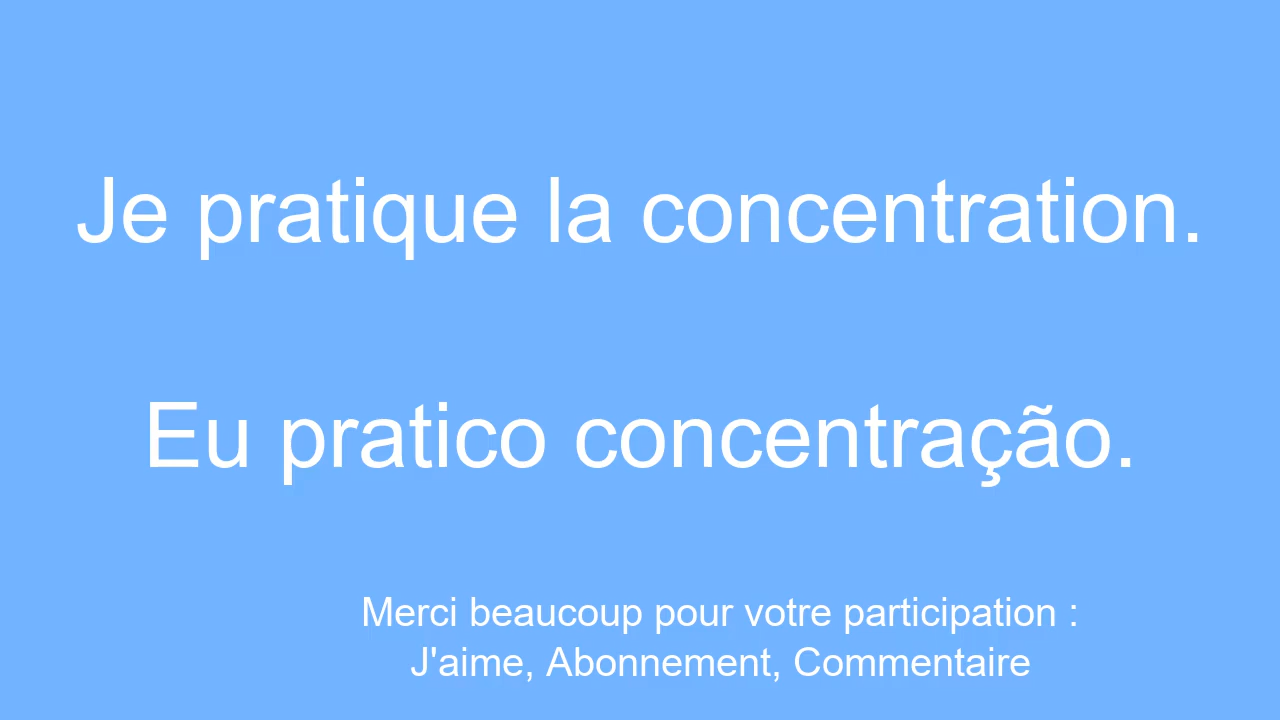 Je pratique la concentration.
Eu pratico concentração.
Merci beaucoup pour votre participation :
J'aime, Abonnement, Commentaire